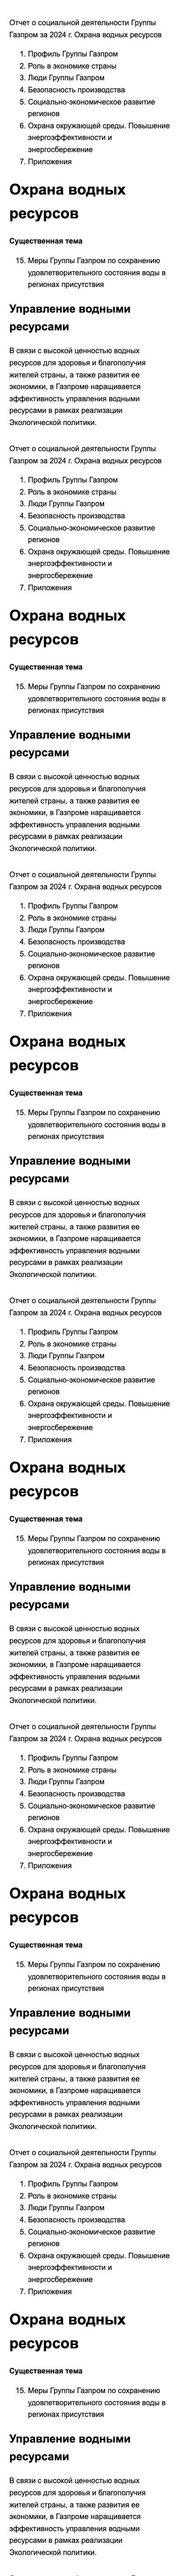 Отчет о социальной деятельности Группы
Газпром за 2024 г. Охрана водных ресурсов
1. Профиль Группы Газпром
2. Роль в экономике страны
3. Люди Группы Газпром
4. Безопасность производства
5. Социально-экономическое развитие
регионов
6. Охрана окружающей среды. Повышение
энергоэффективности и
энергосбережение
7. Приложения
Охрана водных
ресурсов
Существенная тема
15. Меры Группы Газпром по сохранению
удовлетворительного состояния воды в
регионах присутствия
Управление водными
ресурсами
В связи с высокой ценностью водных
ресурсов для здоровья и благополучия
жителей страны, а также развития ее
экономики, в Газпроме наращивается
эффективность управления водными
ресурсами в рамках реализации
Экологической политики.
Отчет о социальной деятельности Группы
Газпром за 2024 г. Охрана водных ресурсов
1. Профиль Группы Газпром
2. Роль в экономике страны
3. Люди Группы Газпром
4. Безопасность производства
5. Социально-экономическое развитие
регионов
6. Охрана окружающей среды. Повышение
энергоэффективности и
энергосбережение
7. Приложения
Охрана водных
ресурсов
Существенная тема
15. Меры Группы Газпром по сохранению
удовлетворительного состояния воды в
регионах присутствия
Управление водными
ресурсами
В связи с высокой ценностью водных
ресурсов для здоровья и благополучия
жителей страны, а также развития ее
экономики, в Газпроме наращивается
эффективность управления водными
ресурсами в рамках реализации
Экологической политики.
Отчет о социальной деятельности Группы
Газпром за 2024 г. Охрана водных ресурсов
1. Профиль Группы Газпром
2. Роль в экономике страны
3. Люди Группы Газпром
4. Безопасность производства
5. Социально-экономическое развитие
регионов
6. Охрана окружающей среды. Повышение
энергоэффективности и
энергосбережение
7. Приложения
Охрана водных
ресурсов
Существенная тема
15. Меры Группы Газпром по сохранению
удовлетворительного состояния воды в
регионах присутствия
Управление водными
ресурсами
В связи с высокой ценностью водных
ресурсов для здоровья и благополучия
жителей страны, а также развития ее
экономики, в Газпроме наращивается
эффективность управления водными
ресурсами в рамках реализации
Экологической политики.
Отчет о социальной деятельности Группы
Газпром за 2024 г. Охрана водных ресурсов
1. Профиль Группы Газпром
2. Роль в экономике страны
3. Люди Группы Газпром
4. Безопасность производства
5. Социально-экономическое развитие
регионов
6. Охрана окружающей среды. Повышение
энергоэффективности и
энергосбережение
7. Приложения
Охрана водных
ресурсов
Существенная тема
15. Меры Группы Газпром по сохранению
удовлетворительного состояния воды в
регионах присутствия
Управление водными
ресурсами
В связи с высокой ценностью водных
ресурсов для здоровья и благополучия
жителей страны, а также развития ее
экономики, в Газпроме наращивается
эффективность управления водными
ресурсами в рамках реализации
Экологической политики.
Отчет о социальной деятельности Группы
Газпром за 2024 г. Охрана водных ресурсов
1. Профиль Группы Газпром
2. Роль в экономике страны
3. Люди Группы Газпром
4. Безопасность производства
5. Социально-экономическое развитие
регионов
6. Охрана окружающей среды. Повышение
энергоэффективности и
энергосбережение
7. Приложения
Охрана водных
ресурсов
Существенная тема
15. Меры Группы Газпром по сохранению
удовлетворительного состояния воды в
регионах присутствия
Управление водными
ресурсами
В связи с высокой ценностью водных
ресурсов для здоровья и благополучия
жителей страны, а также развития ее
экономики, в Газпроме наращивается
эффективность управления водными
ресурсами в рамках реализации
Экологической политики.
Отчет о социальной деятельности Группы
Газпром за 2024 г. Охрана водных ресурсов
1. Профиль Группы Газпром
2. Роль в экономике страны
3. Люди Группы Газпром
4. Безопасность производства
5. Социально-экономическое развитие
регионов
6. Охрана окружающей среды. Повышение
энергоэффективности и
энергосбережение
7. Приложения
Охрана водных
ресурсов
Существенная тема
15. Меры Группы Газпром по сохранению
удовлетворительного состояния воды в
регионах присутствия
Управление водными
ресурсами
В связи с высокой ценностью водных
ресурсов для здоровья и благополучия
жителей страны, а также развития ее
экономики, в Газпроме наращивается
эффективность управления водными
ресурсами в рамках реализации
Экологической политики.